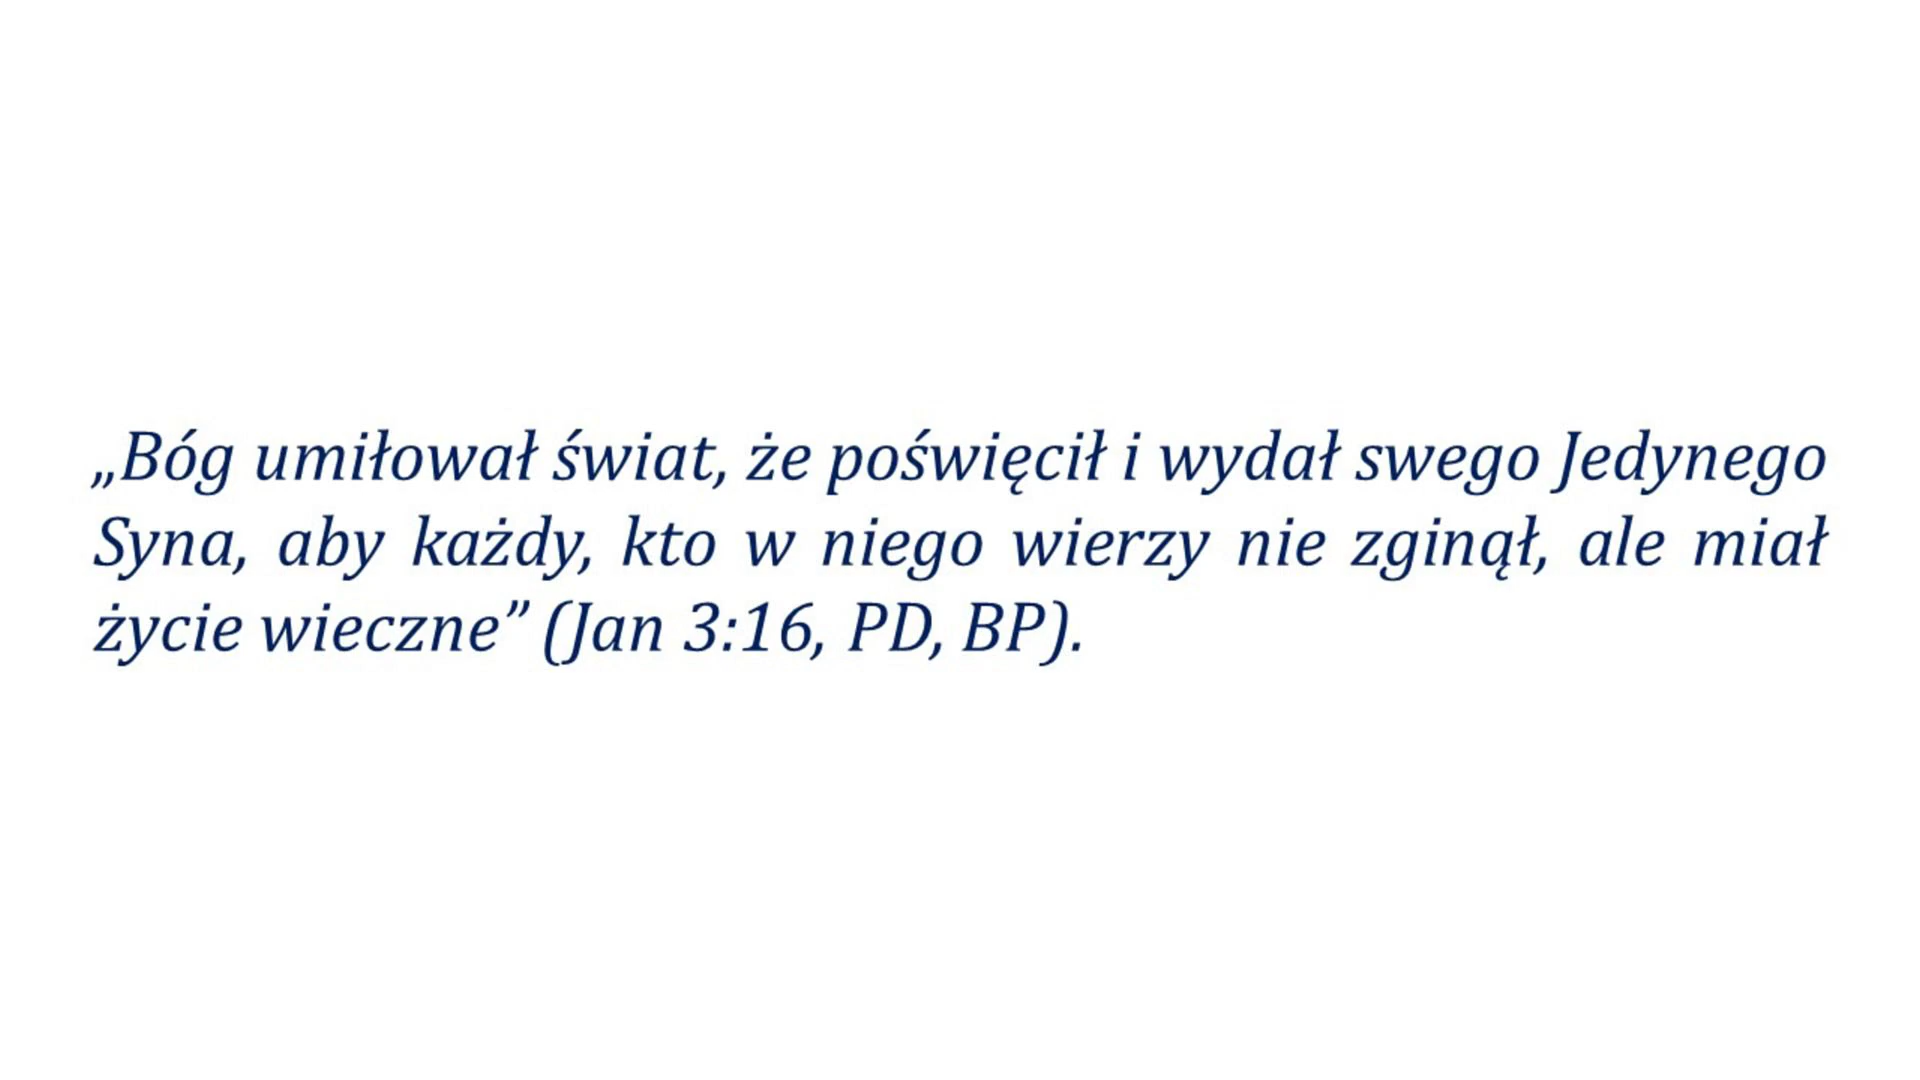 „Bóg umiłował świat, że poświęcił i wydał swego Jedynego
Syna, aby każdy, kto w niego wierzy nie zginął, ale miał
życie wieczne” (Jan 3:16, PD, BP).